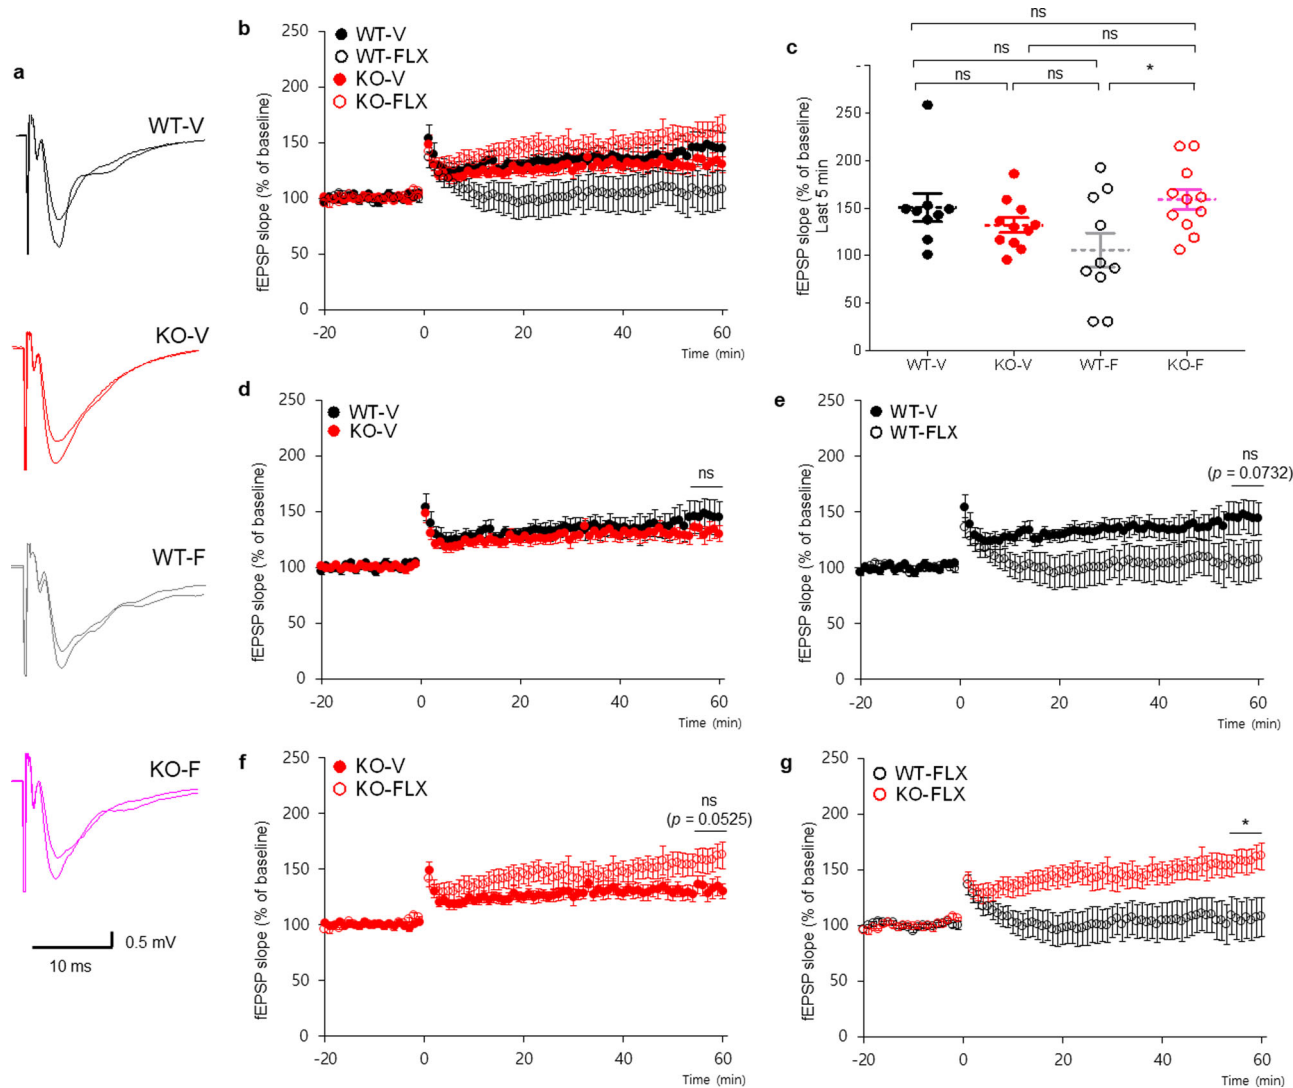 a
WT-V
KO-V
WT-F
KO-F
0.5 mV
10 ms
b
WT-V
WT-FLX
KO-V
KO-FLX
fEPSP slope (% of baseline)
250
200
150
100
50
0
-20
0
20
40
60
Time (min)
c
ns
ns
ns
ns
ns
*
fEPSP slope (% of baseline)
Last 5 min
-
250
200
150
100
50
0
WT-V
KO-V
WT-F
KO-F
d
WT-V
KO-V
ns
fEPSP slope (% of baseline)
250
200
150
100
50
0
-20
0
20
40
60
Time (min)
e
WT-V
WT-FLX
ns
(p = 0.0732)
fEPSP slope (% of baseline)
250
200
150
100
50
0
-20
0
20
40
60
Time (min)
f
KO-V
KO-FLX
ns
(p = 0.0525)
fEPSP slope (% of baseline)
250
200
150
100
50
0
-20
0
20
40
60
Time (min)
g
WT-FLX
KO-FLX
*
fEPSP slope (% of baseline)
250
200
150
100
50
0
-20
0
20
40
60
Time (min)